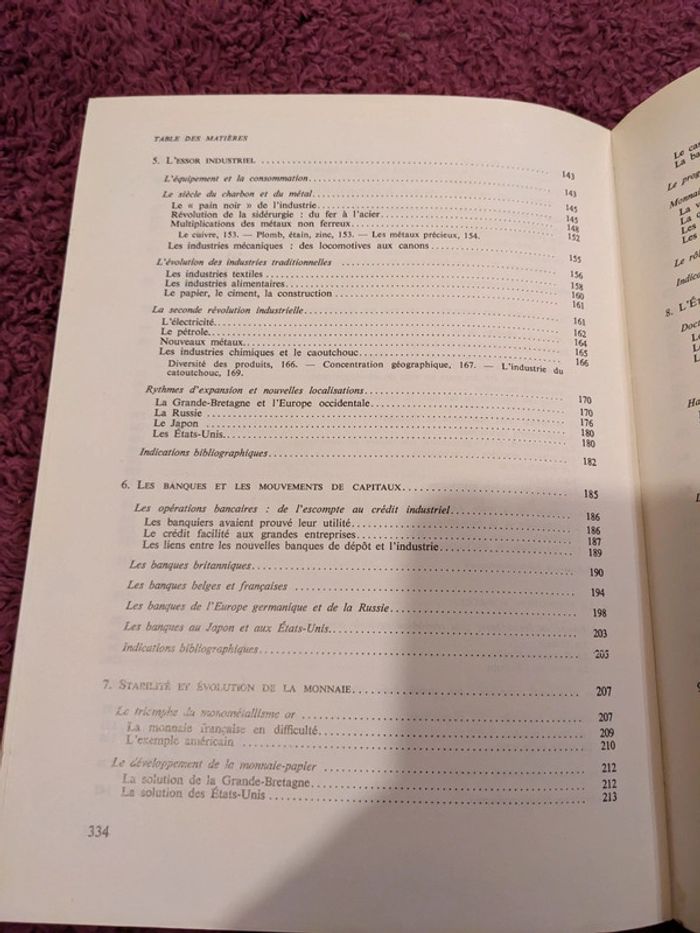 TABLE DES MATIÈRES
5. L'ESSOR INDUSTRIEL 143
L'équipement et la consommation 143
Le siècle du charbon et du métal 145
Le « pain noir » de l'industrie 145
Révolution de la sidérurgie : du fer à l'acier 148
Multiplications des métaux non ferreux 152
Le cuivre, 153. — Plomb, étain, zinc, 153. — Les métaux précieux, 154.
Les industries mécaniques : des locomotives aux canons 155
L'évolution des industries traditionnelles 156
Les industries textiles 158
Les industries alimentaires 160
Le papier, le ciment, la construction 161
La seconde révolution industrielle 161
L'électricité 162
Le pétrole 164
Nouveaux métaux 165
Les industries chimiques et le caoutchouc 166
Diversité des produits, 166. — Concentration géographique, 167. — L'industrie du
catoutchouc, 169.
Rythmes d'expansion et nouvelles localisations 170
La Grande-Bretagne et l'Europe occidentale 170
La Russie 176
Le Japon 180
Les États-Unis 180
Indications bibliographiques 182
6. LES BANQUES ET LES MOUVEMENTS DE CAPITAUX 185
Les opérations bancaires : de l'escompte au crédit industriel 186
Les banquiers avaient prouvé leur utilité 186
Le crédit facilité aux grandes entreprises 187
Les liens entre les nouvelles banques de dépôt et l'industrie 189
Les banques britanniques 190
Les banques belges et françaises 194
Les banques de l'Europe germanique et de la Russie 198
Les banques au Japon et aux États-Unis 203
Indications bibliographiques 205
7. STABILITÉ ET ÉVOLUTION DE LA MONNAIE 207
Le triomphe du monométallisme or 207
La monnaie française en difficulté 209
L'exemple américain 210
Le développement de la monnaie-papier 212
La solution de la Grande-Bretagne 212
La solution des États-Unis 213
334
Le
La
Le
La
La
Les
Les
Le
8. L'